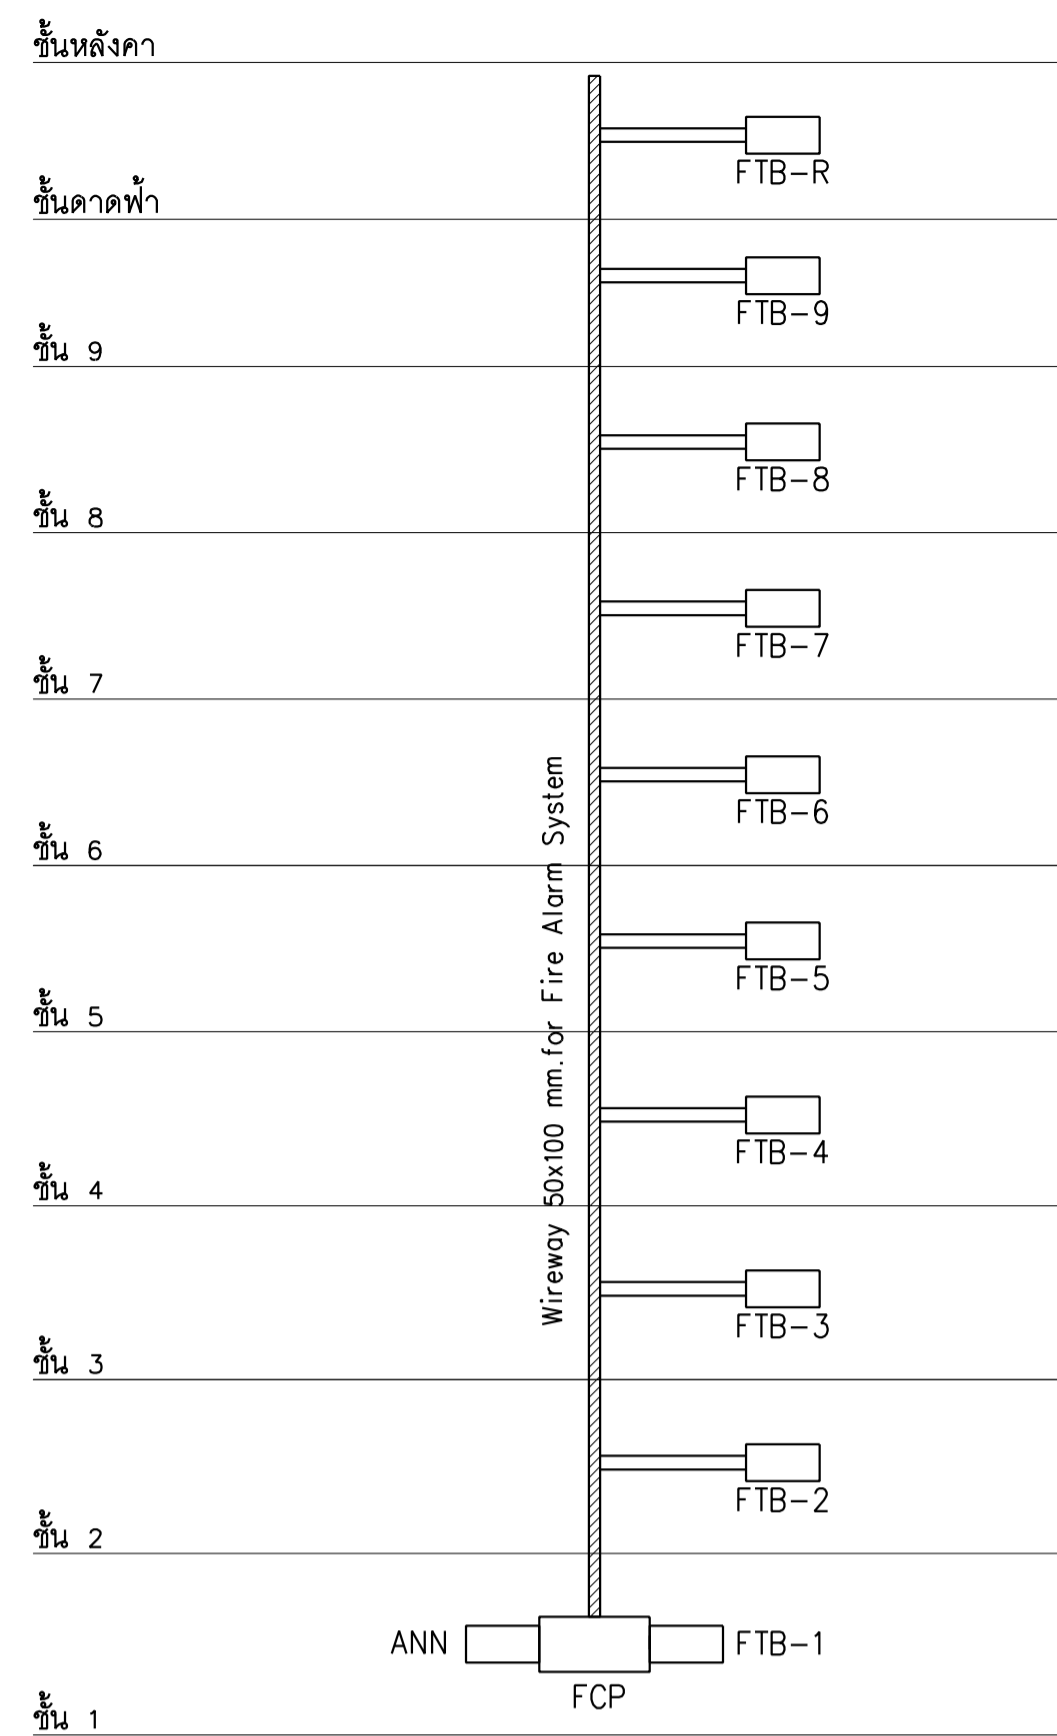 ชั้นหลังคา
FTB-R
ชั้นดาดฟ้า
FTB-9
ชั้น 9
FTB-8
ชั้น 8
FTB-7
ชั้น 7
Wireway 50x100 mm.for Fire Alarm System
FTB-6
ชั้น 6
FTB-5
ชั้น 5
FTB-4
ชั้น 4
FTB-3
ชั้น 3
FTB-2
ชั้น 2
ANN
FTB-1
FCP
ชั้น 1